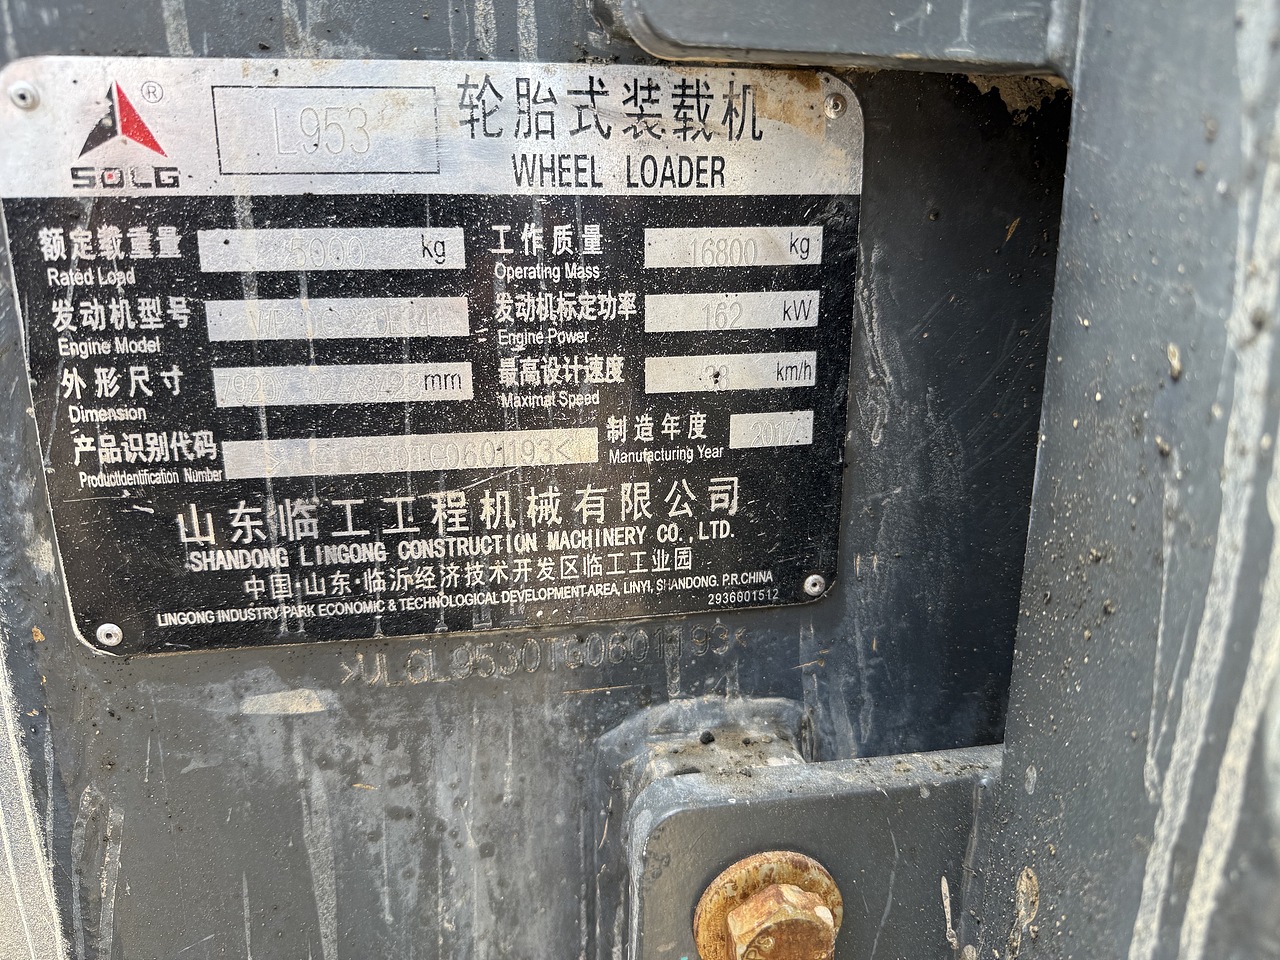 ®
SDLG
L953
轮胎式装载机
WHEEL LOADER
额定载重量
Rated Load
5000 kg
工作质量
Operating Mass
16800 kg
发动机型号
Engine Model
发动机标定功率
Engine Power
162 kW
外形尺寸
Dimension
mm
最高设计速度
Maximal Speed
km/h
产品识别代码
Productidentification Number
制造年度
Manufacturing Year
山东临工工程机械有限公司
SHANDONG LINGONG CONSTRUCTION MACHINERY CO.,LTD.
中国·山东·临沂经济技术开发区临工工业园
LINGONG INDUSTRY PARK ECONOMIC & TECHNOLOGICAL DEVELOPMENT AREA, LINYI, SHANDONG. P.R.CHINA
2936001512